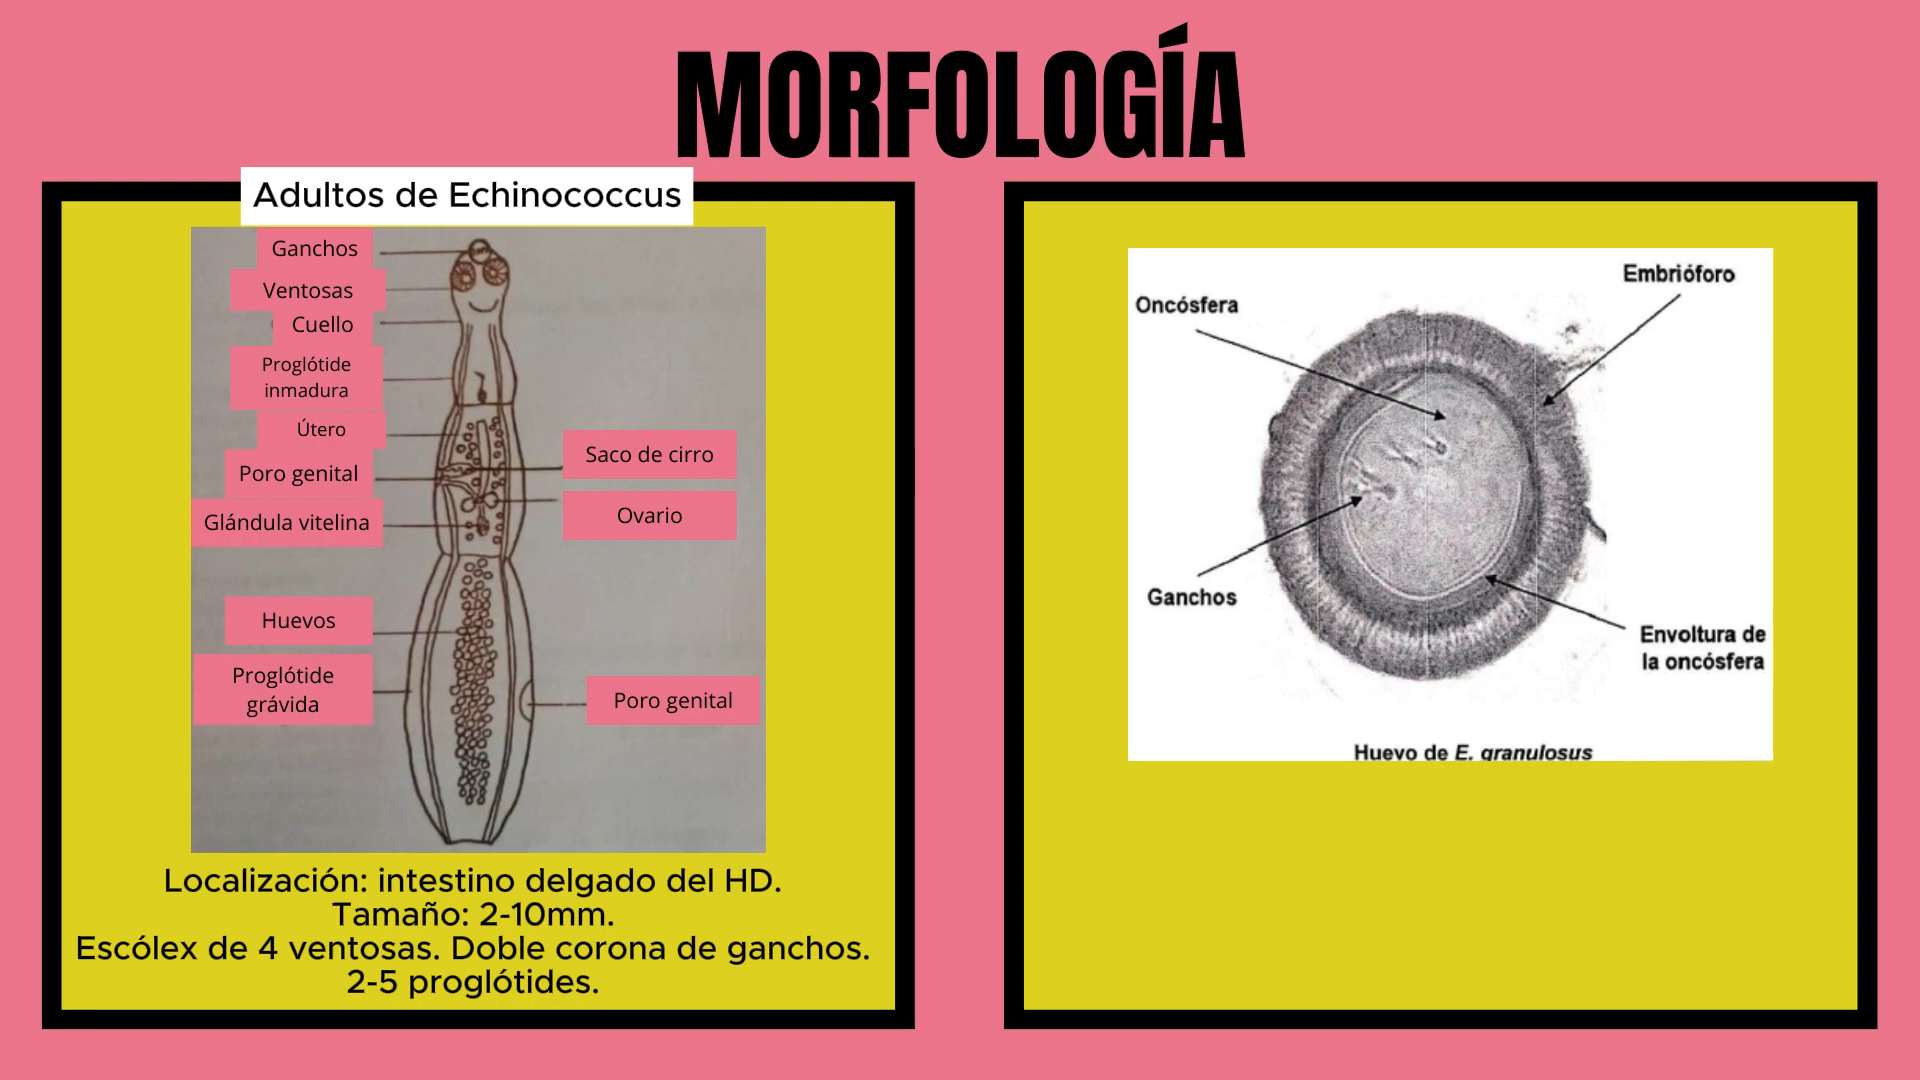 MORFOLOGÍA
Adultos de Echinococcus
Ganchos
Ventosas
Cuello
Proglótide
inmadura
Útero
Poro genital
Glándula vitelina
Huevos
Proglótide
grávida
Saco de cirro
Ovario
Poro genital
Localización: intestino delgado del HD.
Tamaño: 2-10mm.
Escólex de 4 ventosas. Doble corona de ganchos.
2-5 proglótides.
Oncósfera
Embrióforo
Ganchos
Envoltura de
la oncósfera
Huevo de E. granulosus